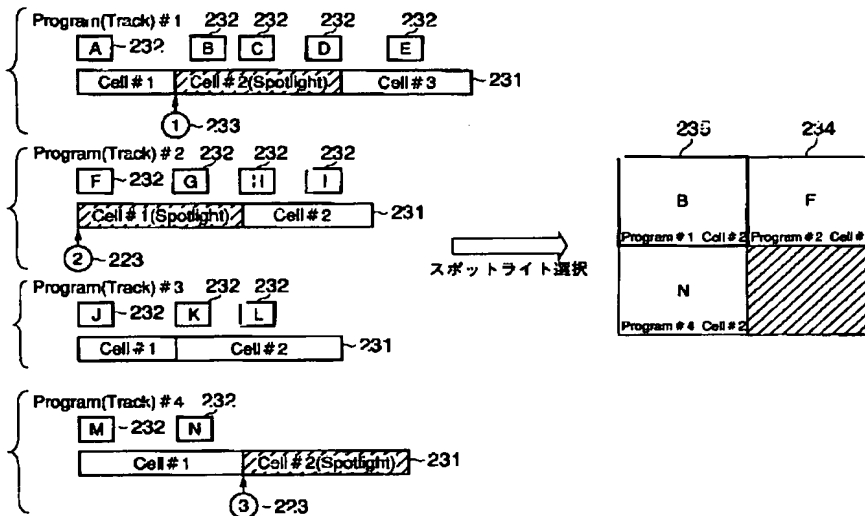 Program(Track) #1
232 232 232 232
A 232 B C D E
Cell #1 Cell #2(Spotlight) Cell #3 231
1 233
Program(Track) #2
232 232 232
F 232 G H I
Cell #1(Spotlight) Cell #2 231
2 223
Program(Track) #3
232 232
J 232 K L
Cell #1 Cell #2 231
Program(Track) #4 232
M 232 N
Cell #1 Cell #2(Spotlight) 231
3 223
スポットライト選択
235 234
B F
Program #1 Cell #2 Program #2 Cell #
N
Program #4 Cell #2